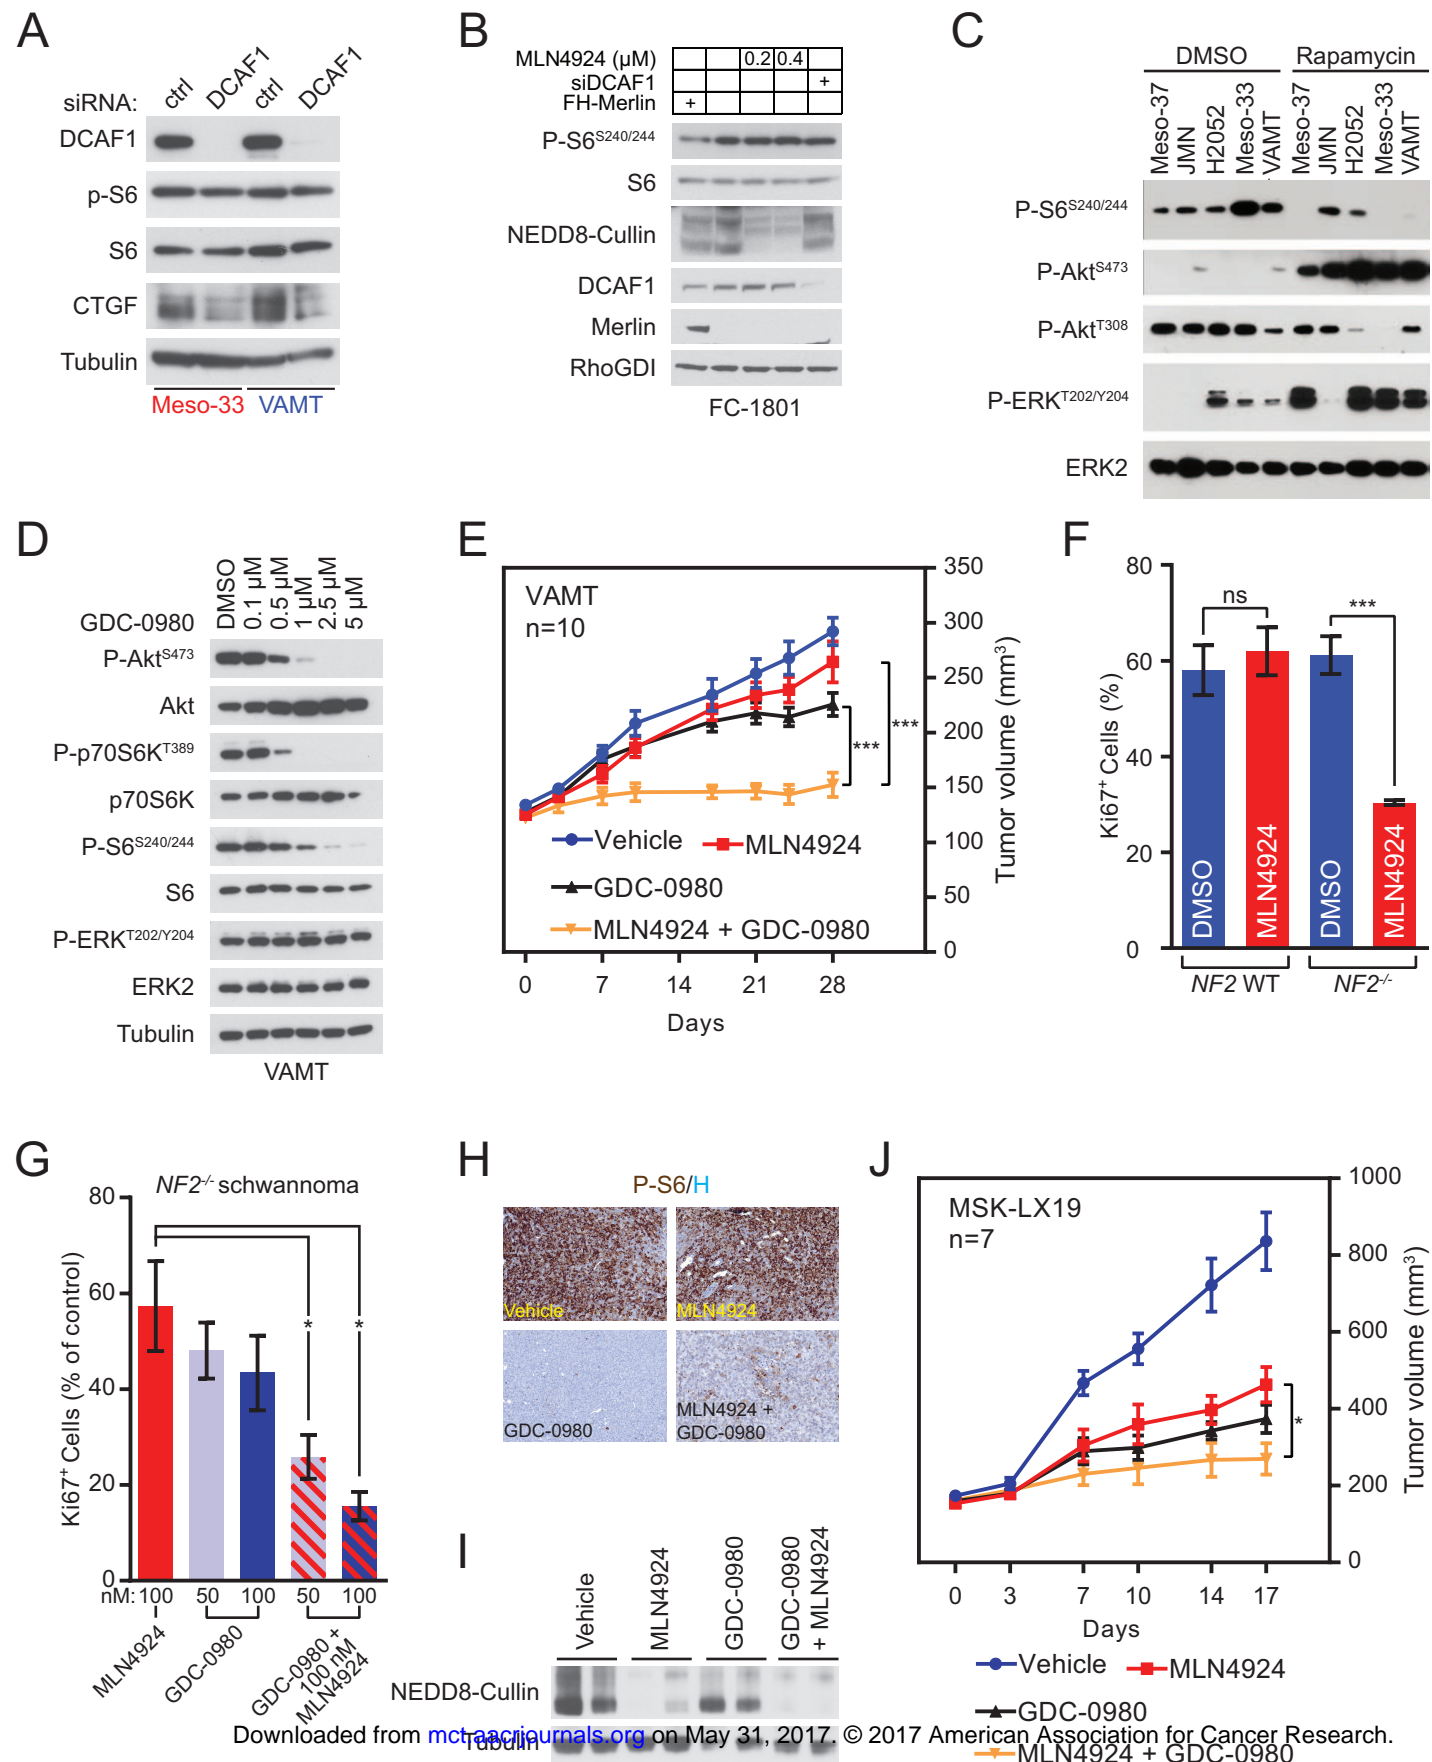 A
siRNA: ctrl DCAF1 ctrl DCAF1
DCAF1
p-S6
S6
CTGF
Tubulin
Meso-33 VAMT
B
MLN4924 (µM) 0.2 0.4
siDCAF1 +
FH-Merlin +
P-S6S240/244
S6
NEDD8-Cullin
DCAF1
Merlin
RhoGDI
FC-1801
C
DMSO Rapamycin
Meso-37 JMN H2052 Meso-33 VAMT Meso-37 JMN H2052 Meso-33 VAMT
P-S6S240/244
P-AktS473
P-AktT308
P-ERKT202/Y204
ERK2
D
GDC-0980 DMSO 0.1 µM 0.5 µM 1 µM 2.5 µM 5 µM
P-AktS473
Akt
P-p70S6KT389
p70S6K
P-S6S240/244
S6
P-ERKT202/Y204
ERK2
Tubulin
VAMT
E
VAMT
n=10
350
300
250
200
150
100
50
0
Tumor volume (mm3)
***
***
Vehicle MLN4924
GDC-0980
MLN4924 + GDC-0980
0 7 14 21 28
Days
F
80
60
40
20
0
Ki67+ Cells (%)
ns
***
DMSO MLN4924 DMSO MLN4924
NF2 WT NF2-/-
G
NF2-/- schwannoma
80
60
40
20
0
Ki67+ Cells (% of control)
* *
nM: 100 50 100 50 100
MLN4924
GDC-0980
GDC-0980 +
100 nM
MLN4924
H
P-S6/H
Vehicle
MLN4924
GDC-0980
MLN4924 +
GDC-0980
I
Vehicle
MLN4924
GDC-0980
GDC-0980
+ MLN4924
NEDD8-Cullin
Tubulin
J
MSK-LX19
n=7
1000
800
600
400
200
0
Tumor volume (mm3)
*
0 3 7 10 14 17
Days
Vehicle MLN4924
GDC-0980
MLN4924 + GDC-0980
Downloaded from mct.aacrjournals.org on May 31, 2017. © 2017 American Association for Cancer Research.